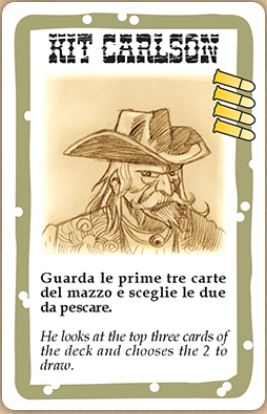 KIT CARLSON
Guarda le prime tre carte
del mazzo e sceglie le due
da pescare.
He looks at the top three cards of
the deck and chooses the 2 to
draw.